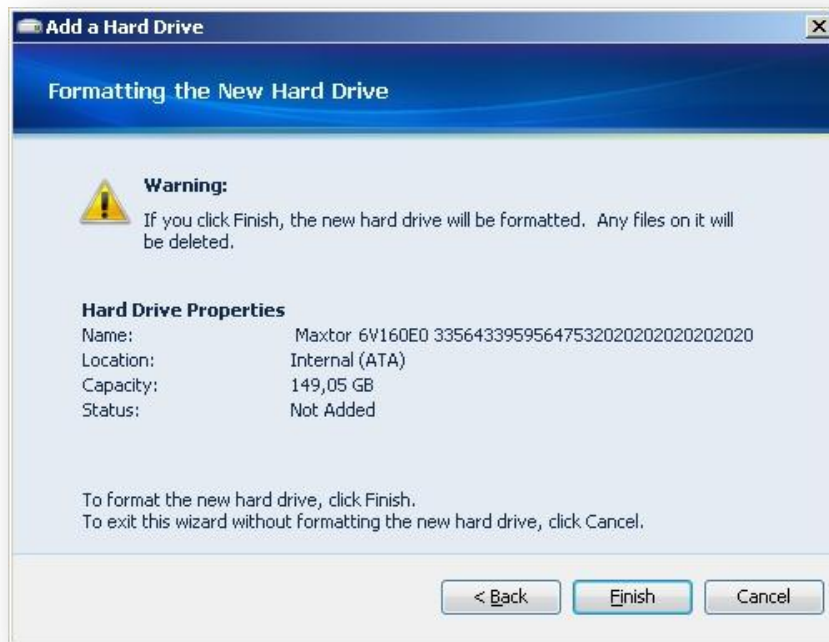 Add a Hard Drive
Formatting the New Hard Drive
Warning:
If you click Finish, the new hard drive will be formatted. Any files on it will
be deleted.
Hard Drive Properties
Name: Maxtor 6V160E0 3356433959564753202020202020202020
Location: Internal (ATA)
Capacity: 149,05 GB
Status: Not Added
To format the new hard drive, click Finish.
To exit this wizard without formatting the new hard drive, click Cancel.
< Back Finish Cancel